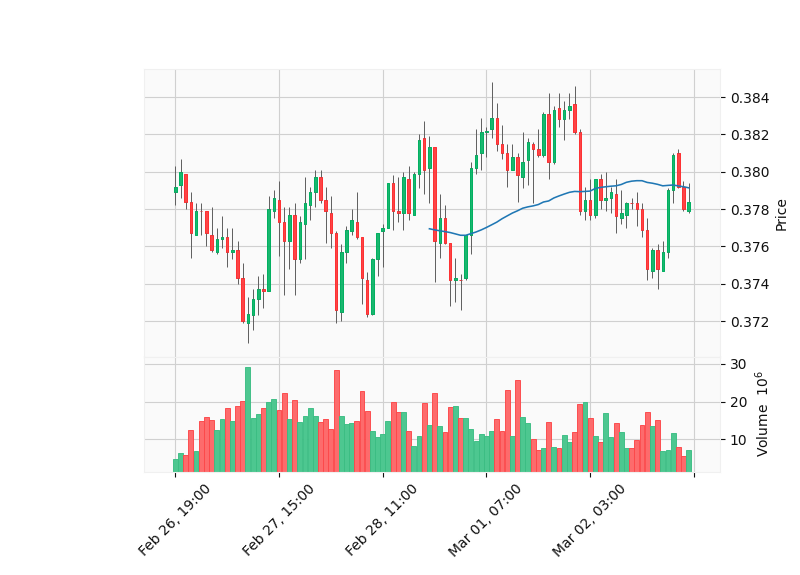 0.384
0.382
0.380
0.378
0.376
0.374
0.372
Price
30
20
10
Volume 10^6
Feb 26, 19:00
Feb 27, 15:00
Feb 28, 11:00
Mar 01, 07:00
Mar 02, 03:00